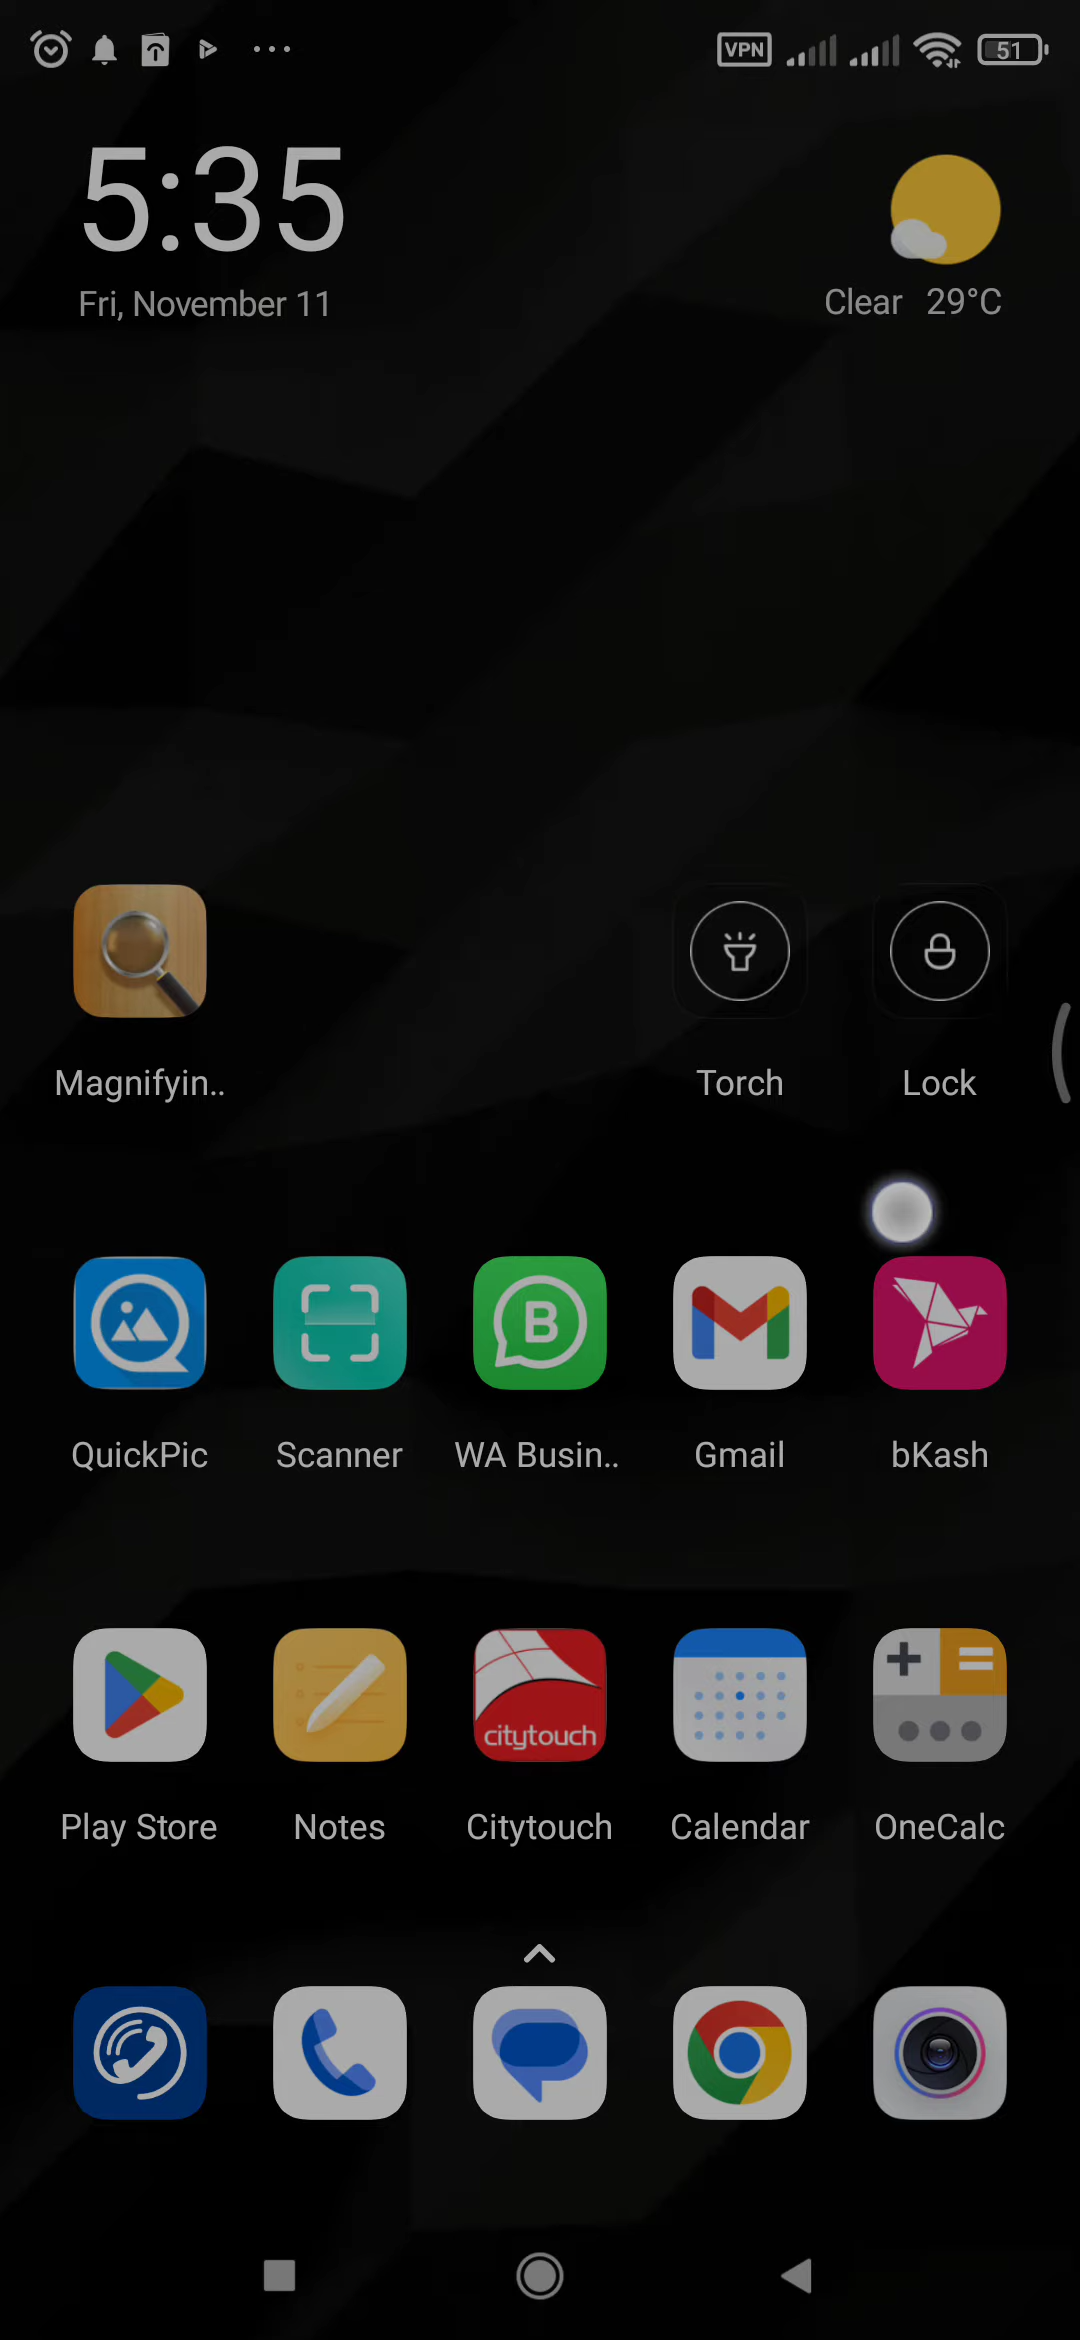 VPN 51
5:35
Fri, November 11
Clear 29°C
Magnifyin.. Torch Lock
B
QuickPic Scanner WA Busin.. Gmail bKash
citytouch
Play Store Notes Citytouch Calendar OneCalc